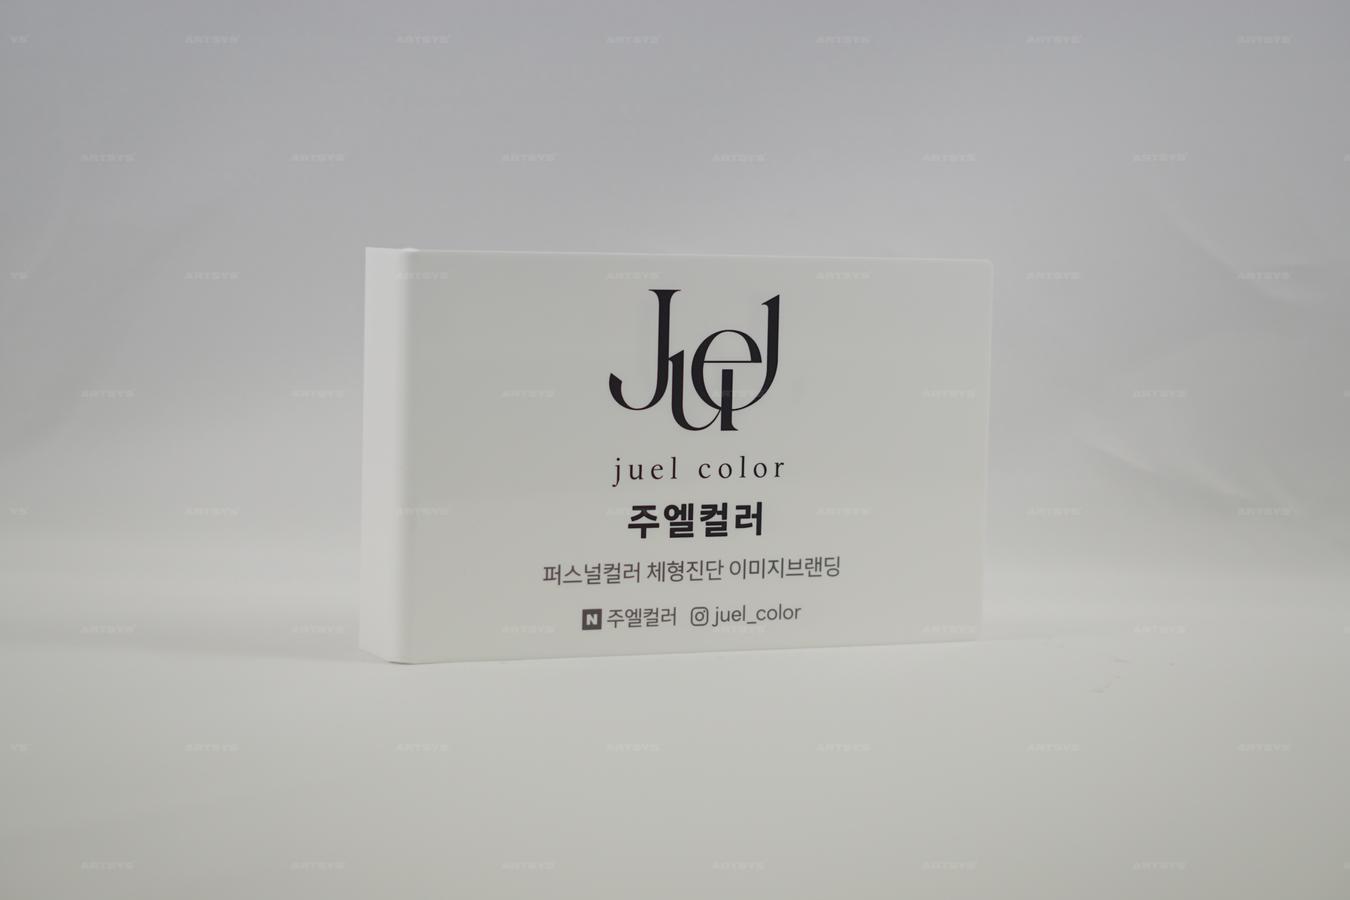 Juel
juel color
주엘컬러
퍼스널컬러 체형진단 이미지브랜딩
N 주엘컬러 juel_color
ARTSYS